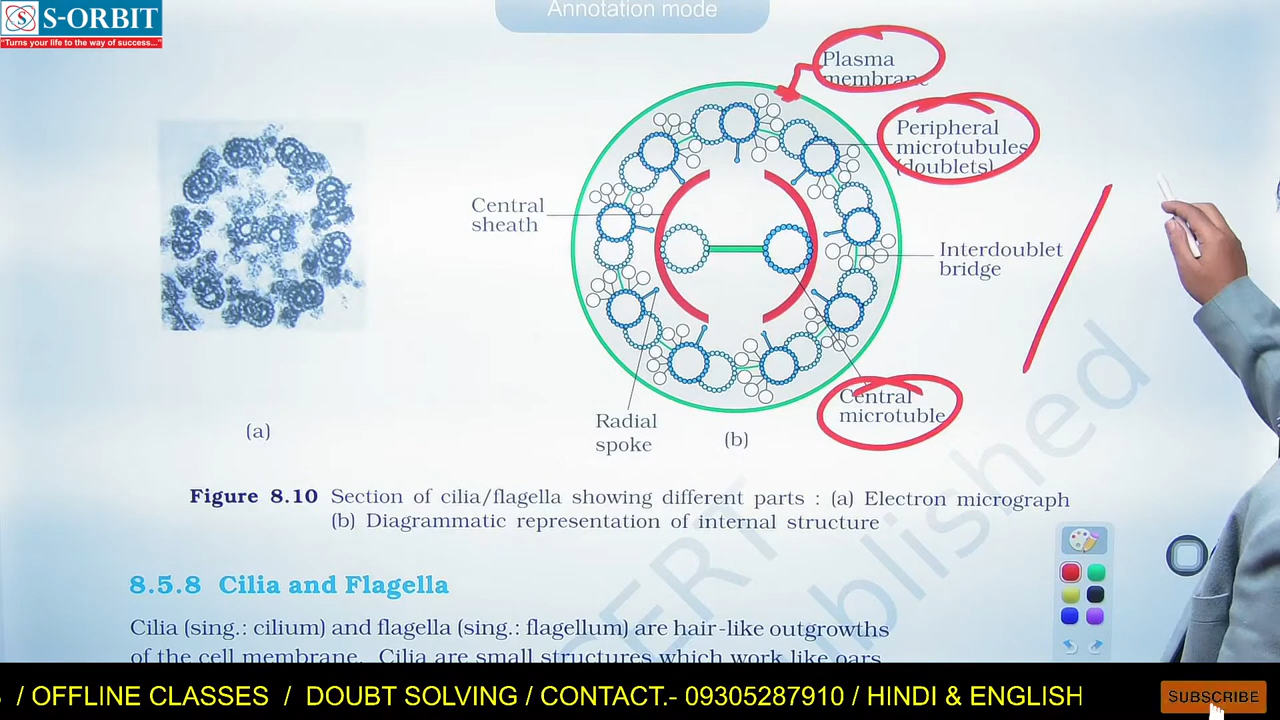 S-ORBIT
"Turns your life to the way of success..."
Annotation mode
Plasma
membrane
Peripheral
microtubules
(doublets)
Central
sheath
Interdoublet
bridge
Central
microtuble
Radial
spoke
(a)
(b)
Figure 8.10 Section of cilia/flagella showing different parts : (a) Electron micrograph
(b) Diagrammatic representation of internal structure
8.5.8 Cilia and Flagella
Cilia (sing.: cilium) and flagella (sing.: flagellum) are hair-like outgrowths
of the cell membrane. Cilia are small structures which work like oars,
/ OFFLINE CLASSES / DOUBT SOLVING / CONTACT.- 09305287910 / HINDI & ENGLISH
SUBSCRIBE